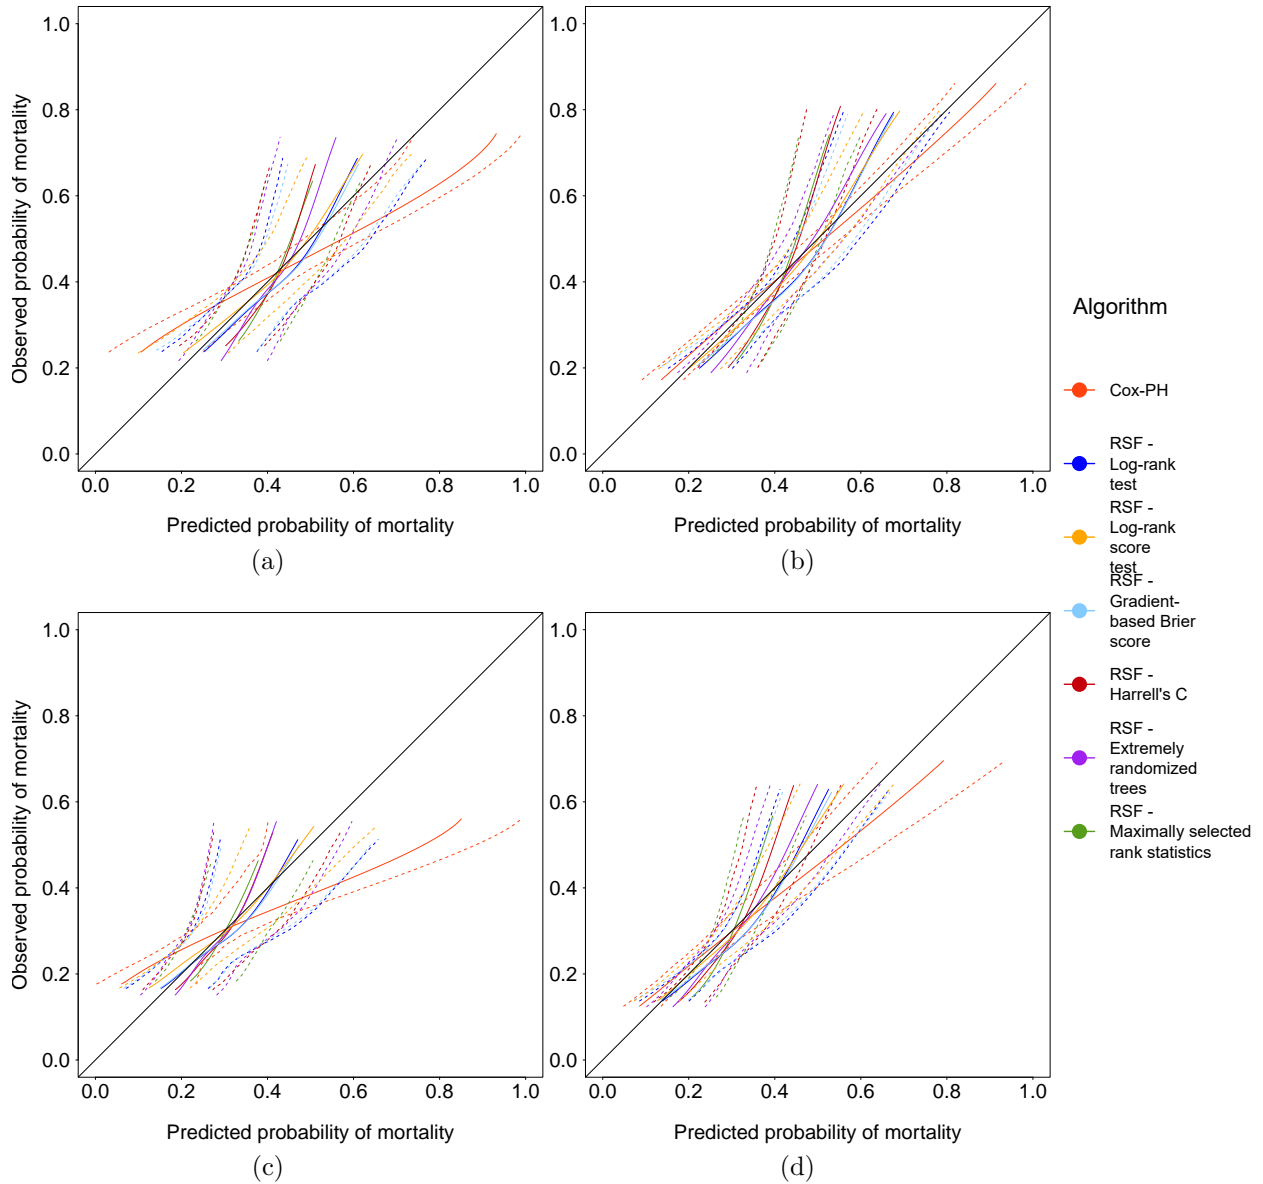 1.0
0.8
0.6
0.4
0.2
0.0
Observed probability of mortality
0.0 0.2 0.4 0.6 0.8 1.0
Predicted probability of mortality
(a)
1.0
0.8
0.6
0.4
0.2
0.0
0.0 0.2 0.4 0.6 0.8 1.0
Predicted probability of mortality
(b)
1.0
0.8
0.6
0.4
0.2
0.0
Observed probability of mortality
0.0 0.2 0.4 0.6 0.8 1.0
Predicted probability of mortality
(c)
1.0
0.8
0.6
0.4
0.2
0.0
0.0 0.2 0.4 0.6 0.8 1.0
Predicted probability of mortality
(d)
Algorithm
Cox-PH
RSF -
Log-rank
test
RSF -
Log-rank
score
test
RSF -
Gradient-
based Brier
score
RSF -
Harrell's C
RSF -
Extremely
randomized
trees
RSF -
Maximally selected
rank statistics